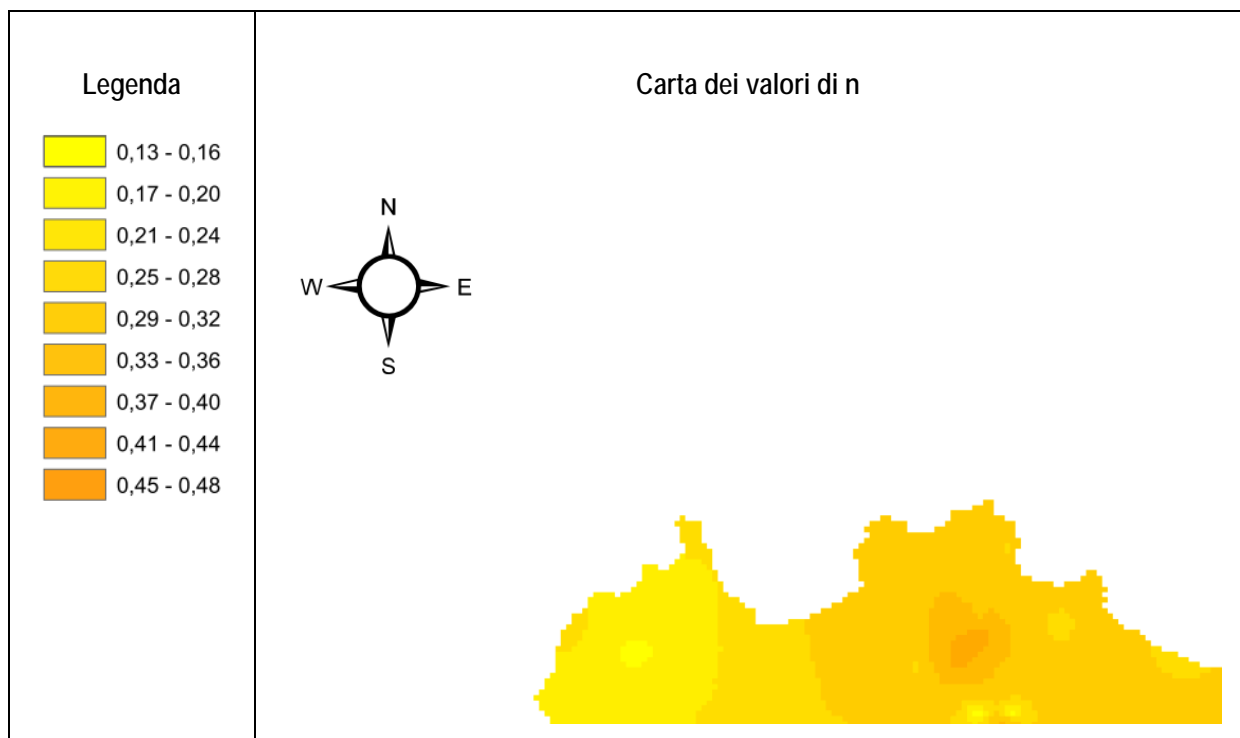 Legenda
0,13 - 0,16
0,17 - 0,20
0,21 - 0,24
0,25 - 0,28
0,29 - 0,32
0,33 - 0,36
0,37 - 0,40
0,41 - 0,44
0,45 - 0,48
Carta dei valori di n
N
W
E
S